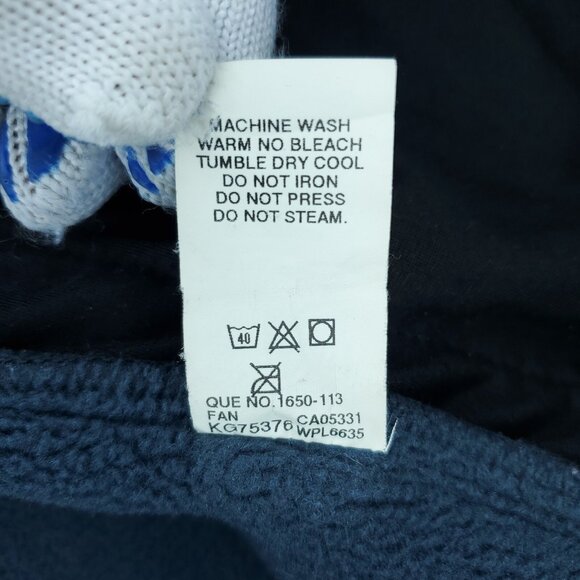 MACHINE WASH
WARM NO BLEACH
TUMBLE DRY COOL
DO NOT IRON
DO NOT PRESS
DO NOT STEAM.
40
QUE NO. 1650-113
FAN CA05331
KG75376 WPL6635